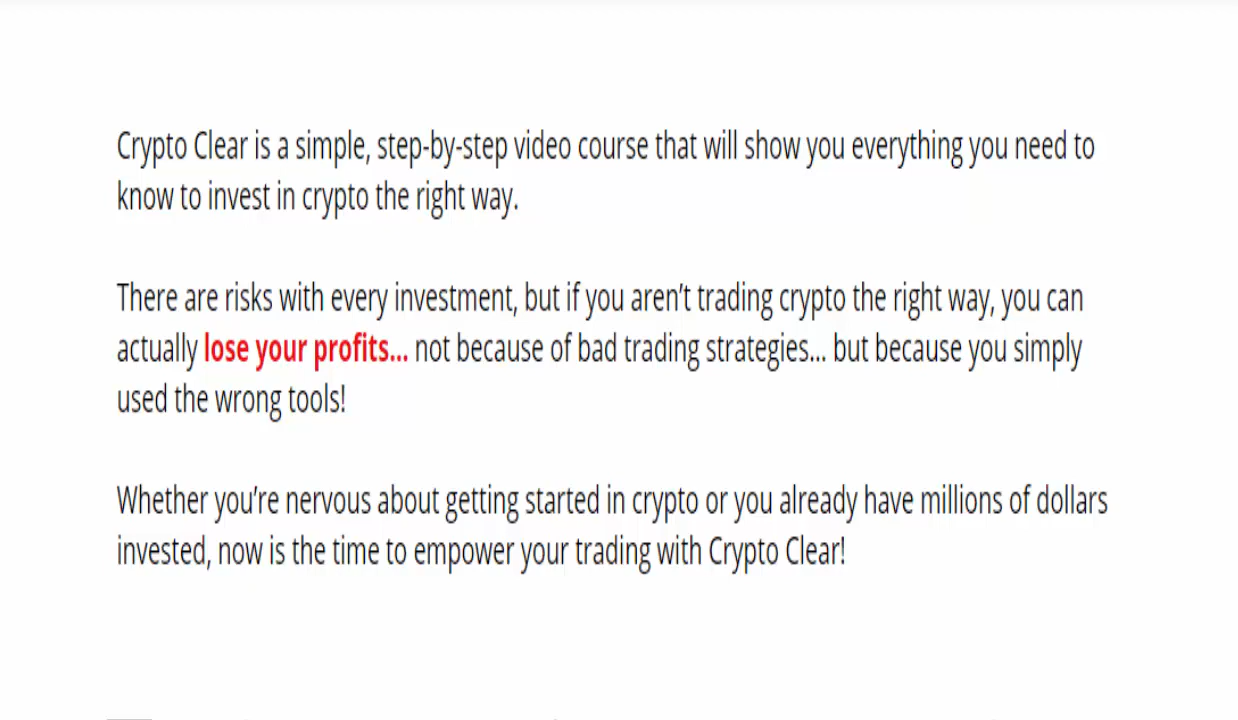 Crypto Clear is a simple, step-by-step video course that will show you everything you need to
know to invest in crypto the right way.
There are risks with every investment, but if you aren't trading crypto the right way, you can
actually lose your profits... not because of bad trading strategies... but because you simply
used the wrong tools!
Whether you're nervous about getting started in crypto or you already have millions of dollars
invested, now is the time to empower your trading with Crypto Clear!